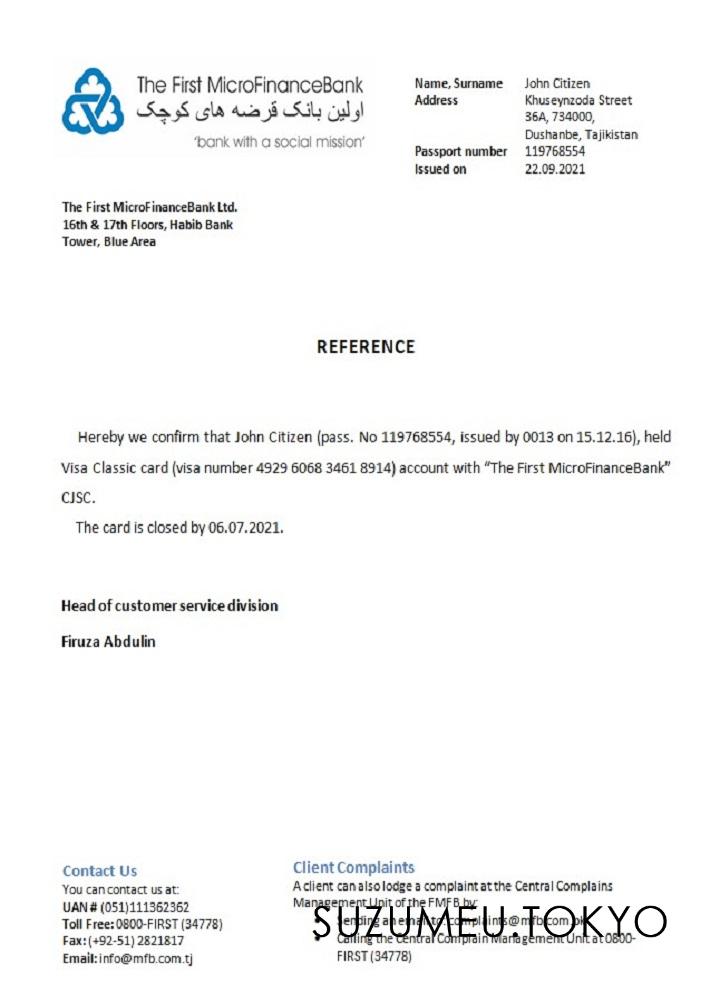 The First MicroFinanceBank
اولین بانک قرضه های کوچک
'bank with a social mission'
Name, Surname John Citizen
Address Khuseynzoda Street
36A, 734000,
Dushanbe, Tajikistan
Passport number 119768554
Issued on 22.09.2021
The First MicroFinanceBank Ltd.
16th & 17th Floors, Habib Bank
Tower, Blue Area
REFERENCE
Hereby we confirm that John Citizen (pass. No 119768554, issued by 0013 on 15.12.16), held
Visa Classic card (visa number 4929 6068 3461 8914) account with “The First MicroFinanceBank”
CJSC.
The card is closed by 06.07.2021.
Head of customer service division
Firuza Abdulin
Contact Us
You can contact us at:
UAN # (051)111362362
Toll Free: 0800-FIRST (34778)
Fax: (+92-51) 2821817
Email: info@mfb.com.tj
Client Complaints
A client can also lodge a complaint at the Central Complains
Management Unit of the FMFB by:
• Sending an email to: complaints@mfb.com.pk
• Calling the Central Complain Management Unit at 0800-
FIRST (34778)
SUZUMEU.TOKYO